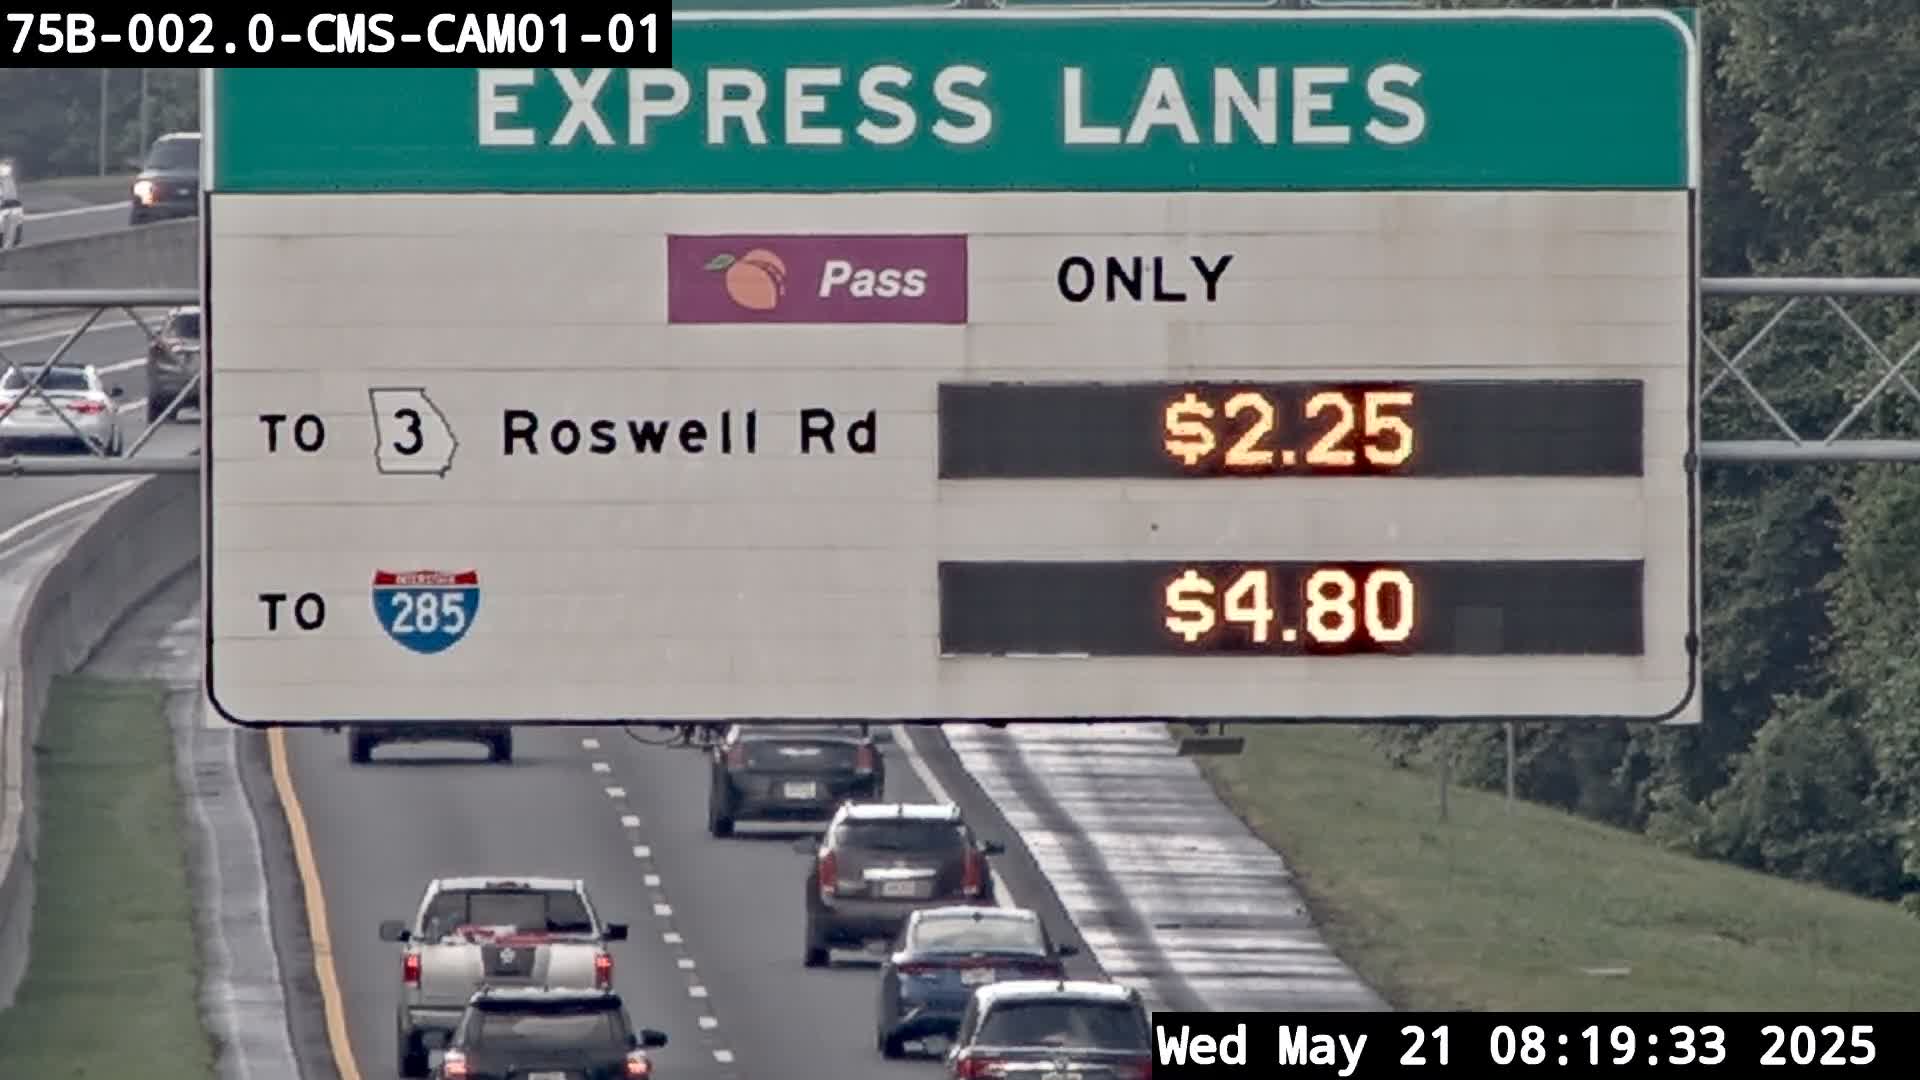 75B-002.0-CMS-CAM01-01
EXPRESS LANES
Pass ONLY
TO 3 Roswell Rd $2.25
INTERSTATE
TO 285 $4.80
Wed May 21 08:19:33 2025